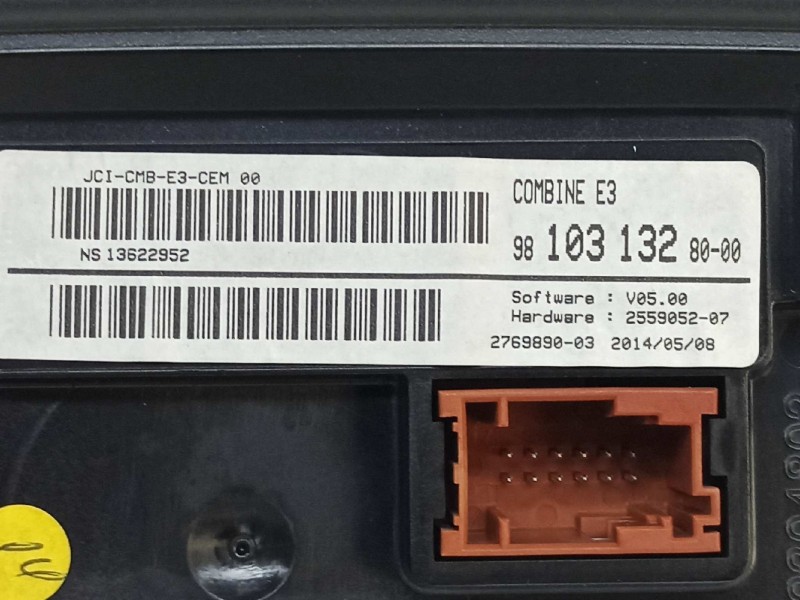 JCI-CMB-E3-CEM 00
NS 13622952
COMBINE E3
98 103 132 80-00
Software : V05.00
Hardware : 2559052-07
2769890-03 2014/05/08